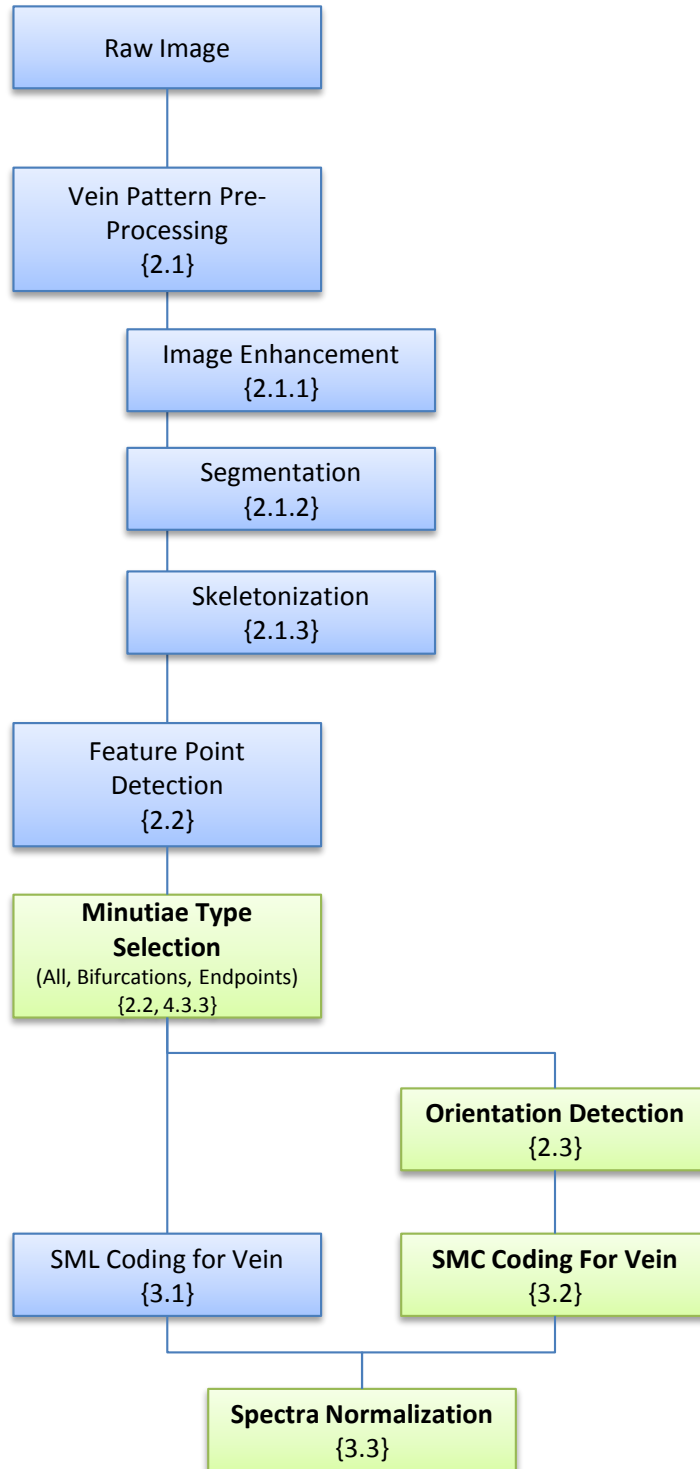 Raw Image
Vein Pattern Pre-
Processing
{2.1}
Image Enhancement
{2.1.1}
Segmentation
{2.1.2}
Skeletonization
{2.1.3}
Feature Point
Detection
{2.2}
Minutiae Type
Selection
(All, Bifurcations, Endpoints)
{2.2, 4.3.3}
Orientation Detection
{2.3}
SML Coding for Vein
{3.1}
SMC Coding For Vein
{3.2}
Spectra Normalization
{3.3}